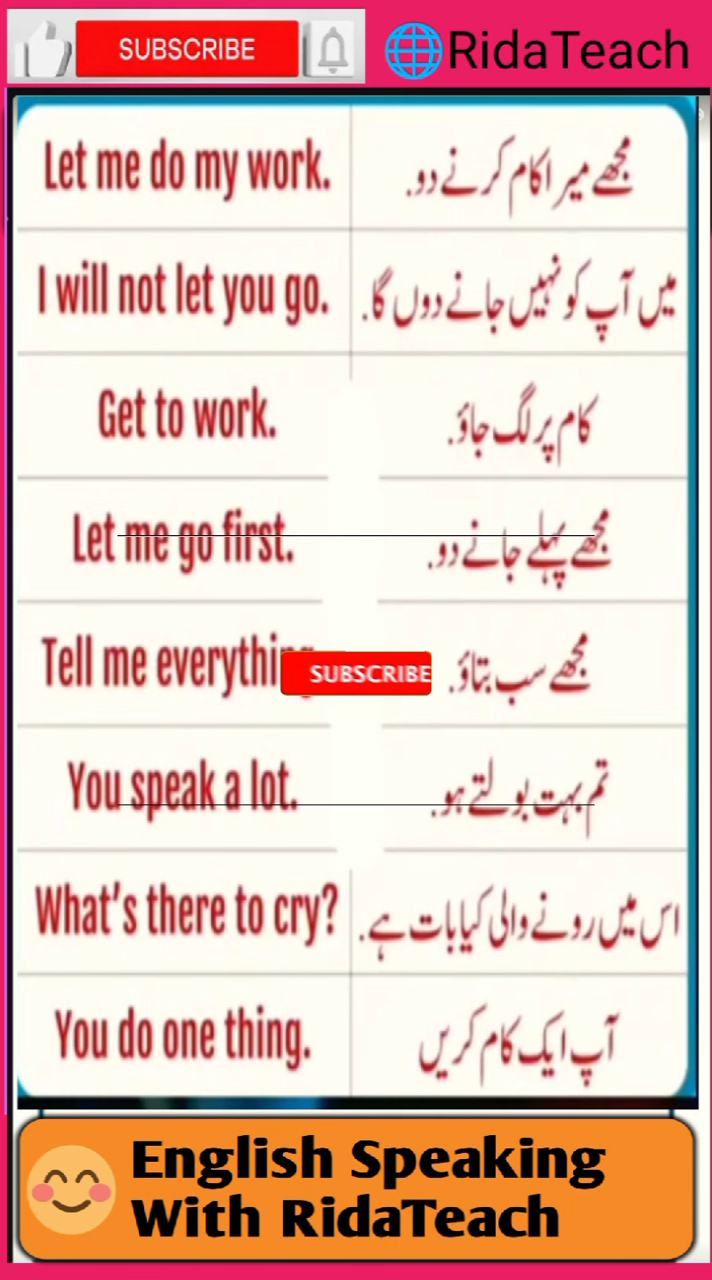 SUBSCRIBE
RidaTeach
Let me do my work.
مجھے میرا کام کرنے دو.
I will not let you go.
میں آپ کو نہیں جانے دوں گا.
Get to work.
کام پر لگ جاؤ.
Let me go first.
مجھے پہلے جانے دو.
Tell me
SUBSCRIBE
مجھے سب بتاؤ.
You speak a lot.
تم بہت بولتے ہو.
What's there to cry?
اس میں رونے والی کیا بات ہے.
You do one thing.
آپ ایک کام کریں
English Speaking
With RidaTeach